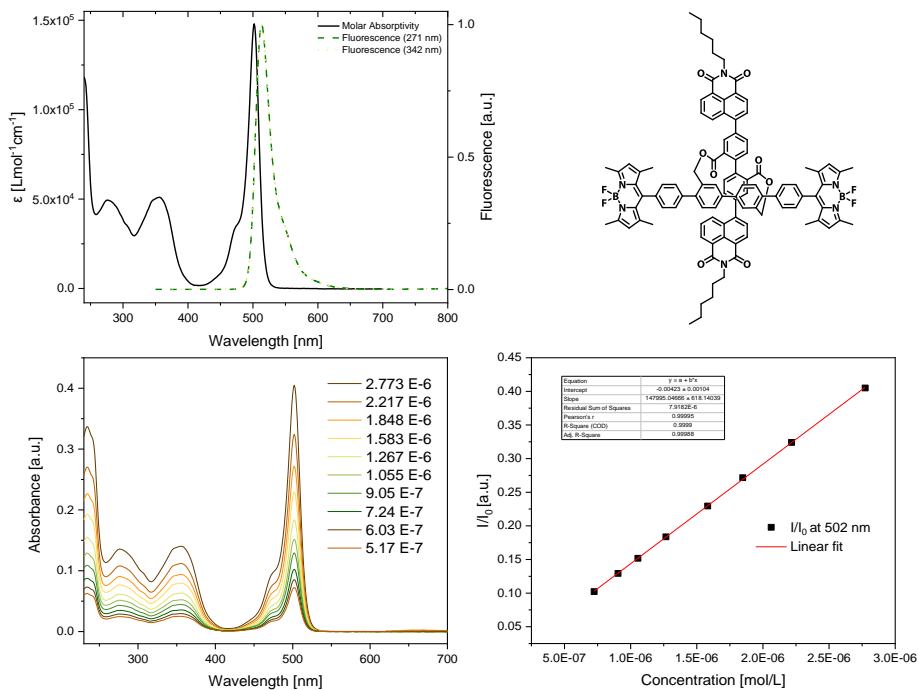 1.5x10⁵
1.0x10⁵
5.0x10⁴
0.0
ε [Lmol⁻¹cm⁻¹]
Molar Absorptivity
Fluorescence (271 nm)
Fluorescence (342 nm)
1.0
0.5
0.0
Fluorescence [a.u.]
300 400 500 600 700 800
Wavelength [nm]
O N O
O
O
O
O
F
F
B
N
N
N
N
B
F
F
O N O
0.4
0.3
0.2
0.1
0.0
Absorbance [a.u.]
2.773 E-6
2.217 E-6
1.848 E-6
1.583 E-6
1.267 E-6
1.055 E-6
9.05 E-7
7.24 E-7
6.03 E-7
5.17 E-7
300 400 500 600 700
Wavelength [nm]
0.45
0.40
0.35
0.30
0.25
0.20
0.15
0.10
0.05
I/I₀ [a.u.]
Equation y = a + b*x
Intercept -0.00423 ± 0.00104
Slope 147995.04666 ± 618.14039
Residual Sum of Squares 7.9182E-6
Pearson's r 0.99995
R-Square (COD) 0.9999
Adj. R-Square 0.99988
I/I₀ at 502 nm
Linear fit
5.0E-07 1.0E-06 1.5E-06 2.0E-06 2.5E-06 3.0E-06
Concentration [mol/L]